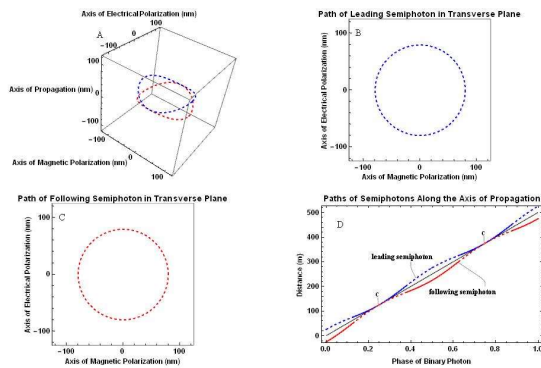 Axis of Electrical Polarization (nm)
-100
0
100
A
100
Axis of Propagation (nm)
0
-100
-100
0
Axis of Magnetic Polarization (nm)
100
Path of Leading Semiphoton in Transverse Plane
B
100
0
-100
Axis of Electrical Polarization (nm)
-100
0
100
Axis of Magnetic Polarization (nm)
Path of Following Semiphoton in Transverse Plane
C
100
0
-100
Axis of Electrical Polarization (nm)
-100
0
100
Axis of Magnetic Polarization (nm)
Paths of Semiphotons Along the Axis of Propagation
D
500
400
300
200
100
0
Distance (m)
leading semiphoton
following semiphoton
c
c
0.0
0.2
0.4
0.6
0.8
1.0
Phase of Binary Photon